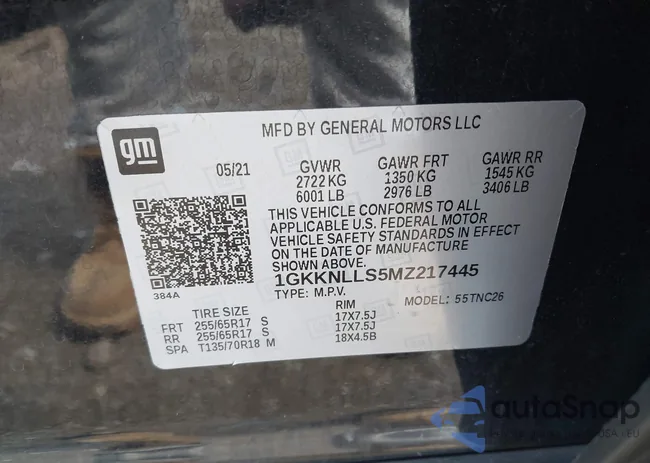 gm
MFD BY GENERAL MOTORS LLC
05/21 GVWR GAWR FRT GAWR RR
2722 KG 1350 KG 1545 KG
6001 LB 2976 LB 3406 LB
THIS VEHICLE CONFORMS TO ALL
APPLICABLE U.S. FEDERAL MOTOR
VEHICLE SAFETY STANDARDS IN EFFECT
ON THE DATE OF MANUFACTURE
SHOWN ABOVE.
384A
1GKKNLLS5MZ217445
TYPE: M.P.V. MODEL: 55TNC26
TIRE SIZE RIM
FRT 255/65R17 S 17X7.5J
RR 255/65R17 S 17X7.5J
SPA T135/70R18 M 18X4.5B
autoSnap